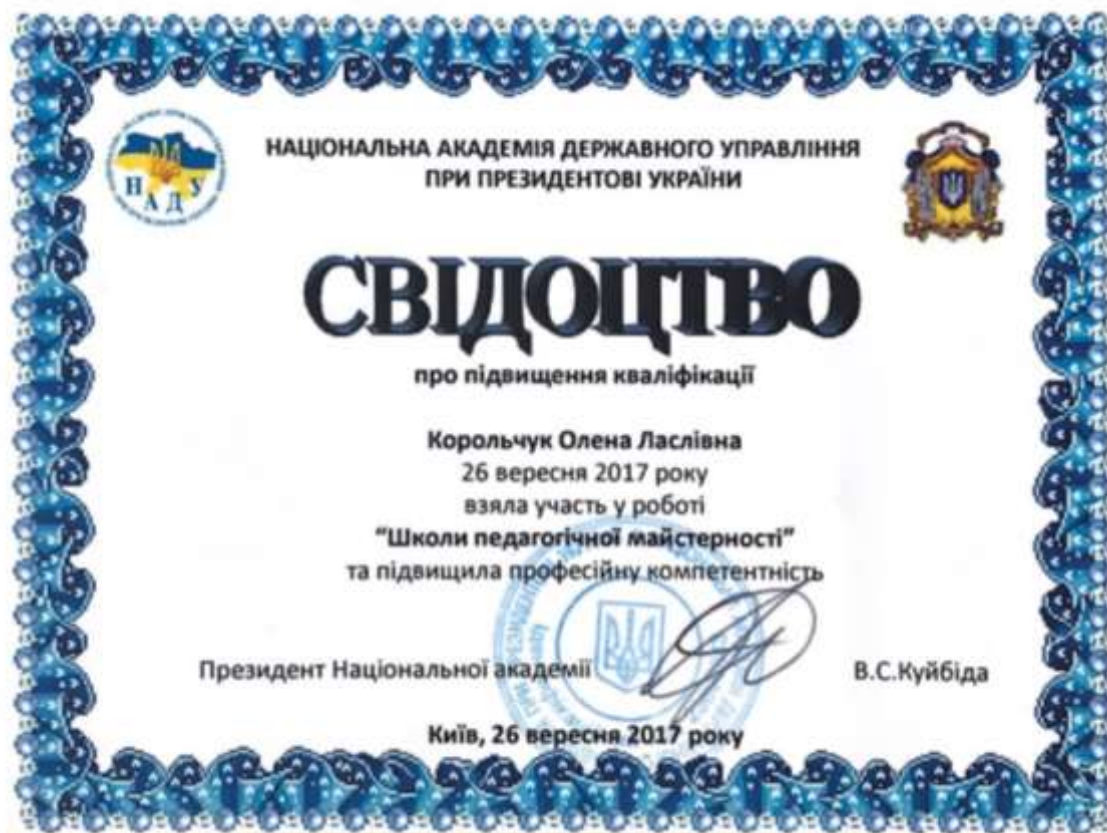 НАЦІОНАЛЬНА АКАДЕМІЯ ДЕРЖАВНОГО УПРАВЛІННЯ
ПРИ ПРЕЗИДЕНТОВІ УКРАЇНИ
НАДУ
СВІДОЦТВО
про підвищення кваліфікації
Корольчук Олена Ласлівна
26 вересня 2017 року
взяла участь у роботі
“Школи педагогічної майстерності”
та підвищила професійну компетентність
Президент Національної академії В.С.Куйбіда
Київ, 26 вересня 2017 року